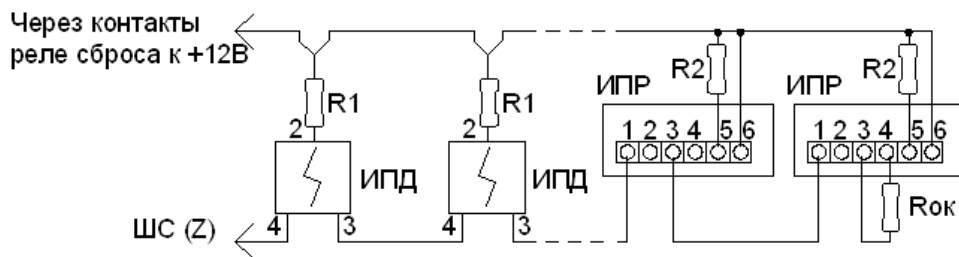 Через контакты
реле сброса к +12В
R1
R1
R2
R2
ИПР
ИПР
2
2
1 2 3 4 5 6
1 2 3 4 5 6
ИПД
ИПД
Rок
4 3
4 3
ШС (Z)